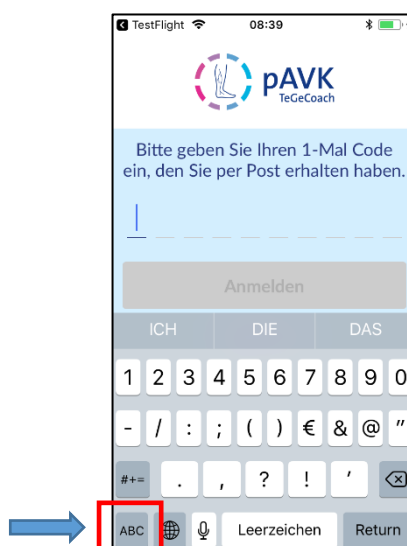 TestFlight 08:39
pAVK
TeGeCoach
Bitte geben Sie Ihren 1-Mal Code
ein, den Sie per Post erhalten haben.
Anmelden
ICH DIE DAS
1 2 3 4 5 6 7 8 9 0
- / : ; ( ) € & @ "
#+= . , ? ! '
ABC Leerzeichen Return